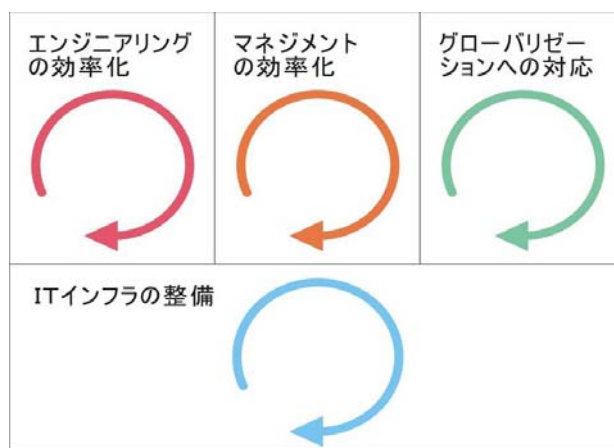 エンジニアリング
の効率化
マネジメント
の効率化
グローバリゼー
ションへの対応
ITインフラの整備